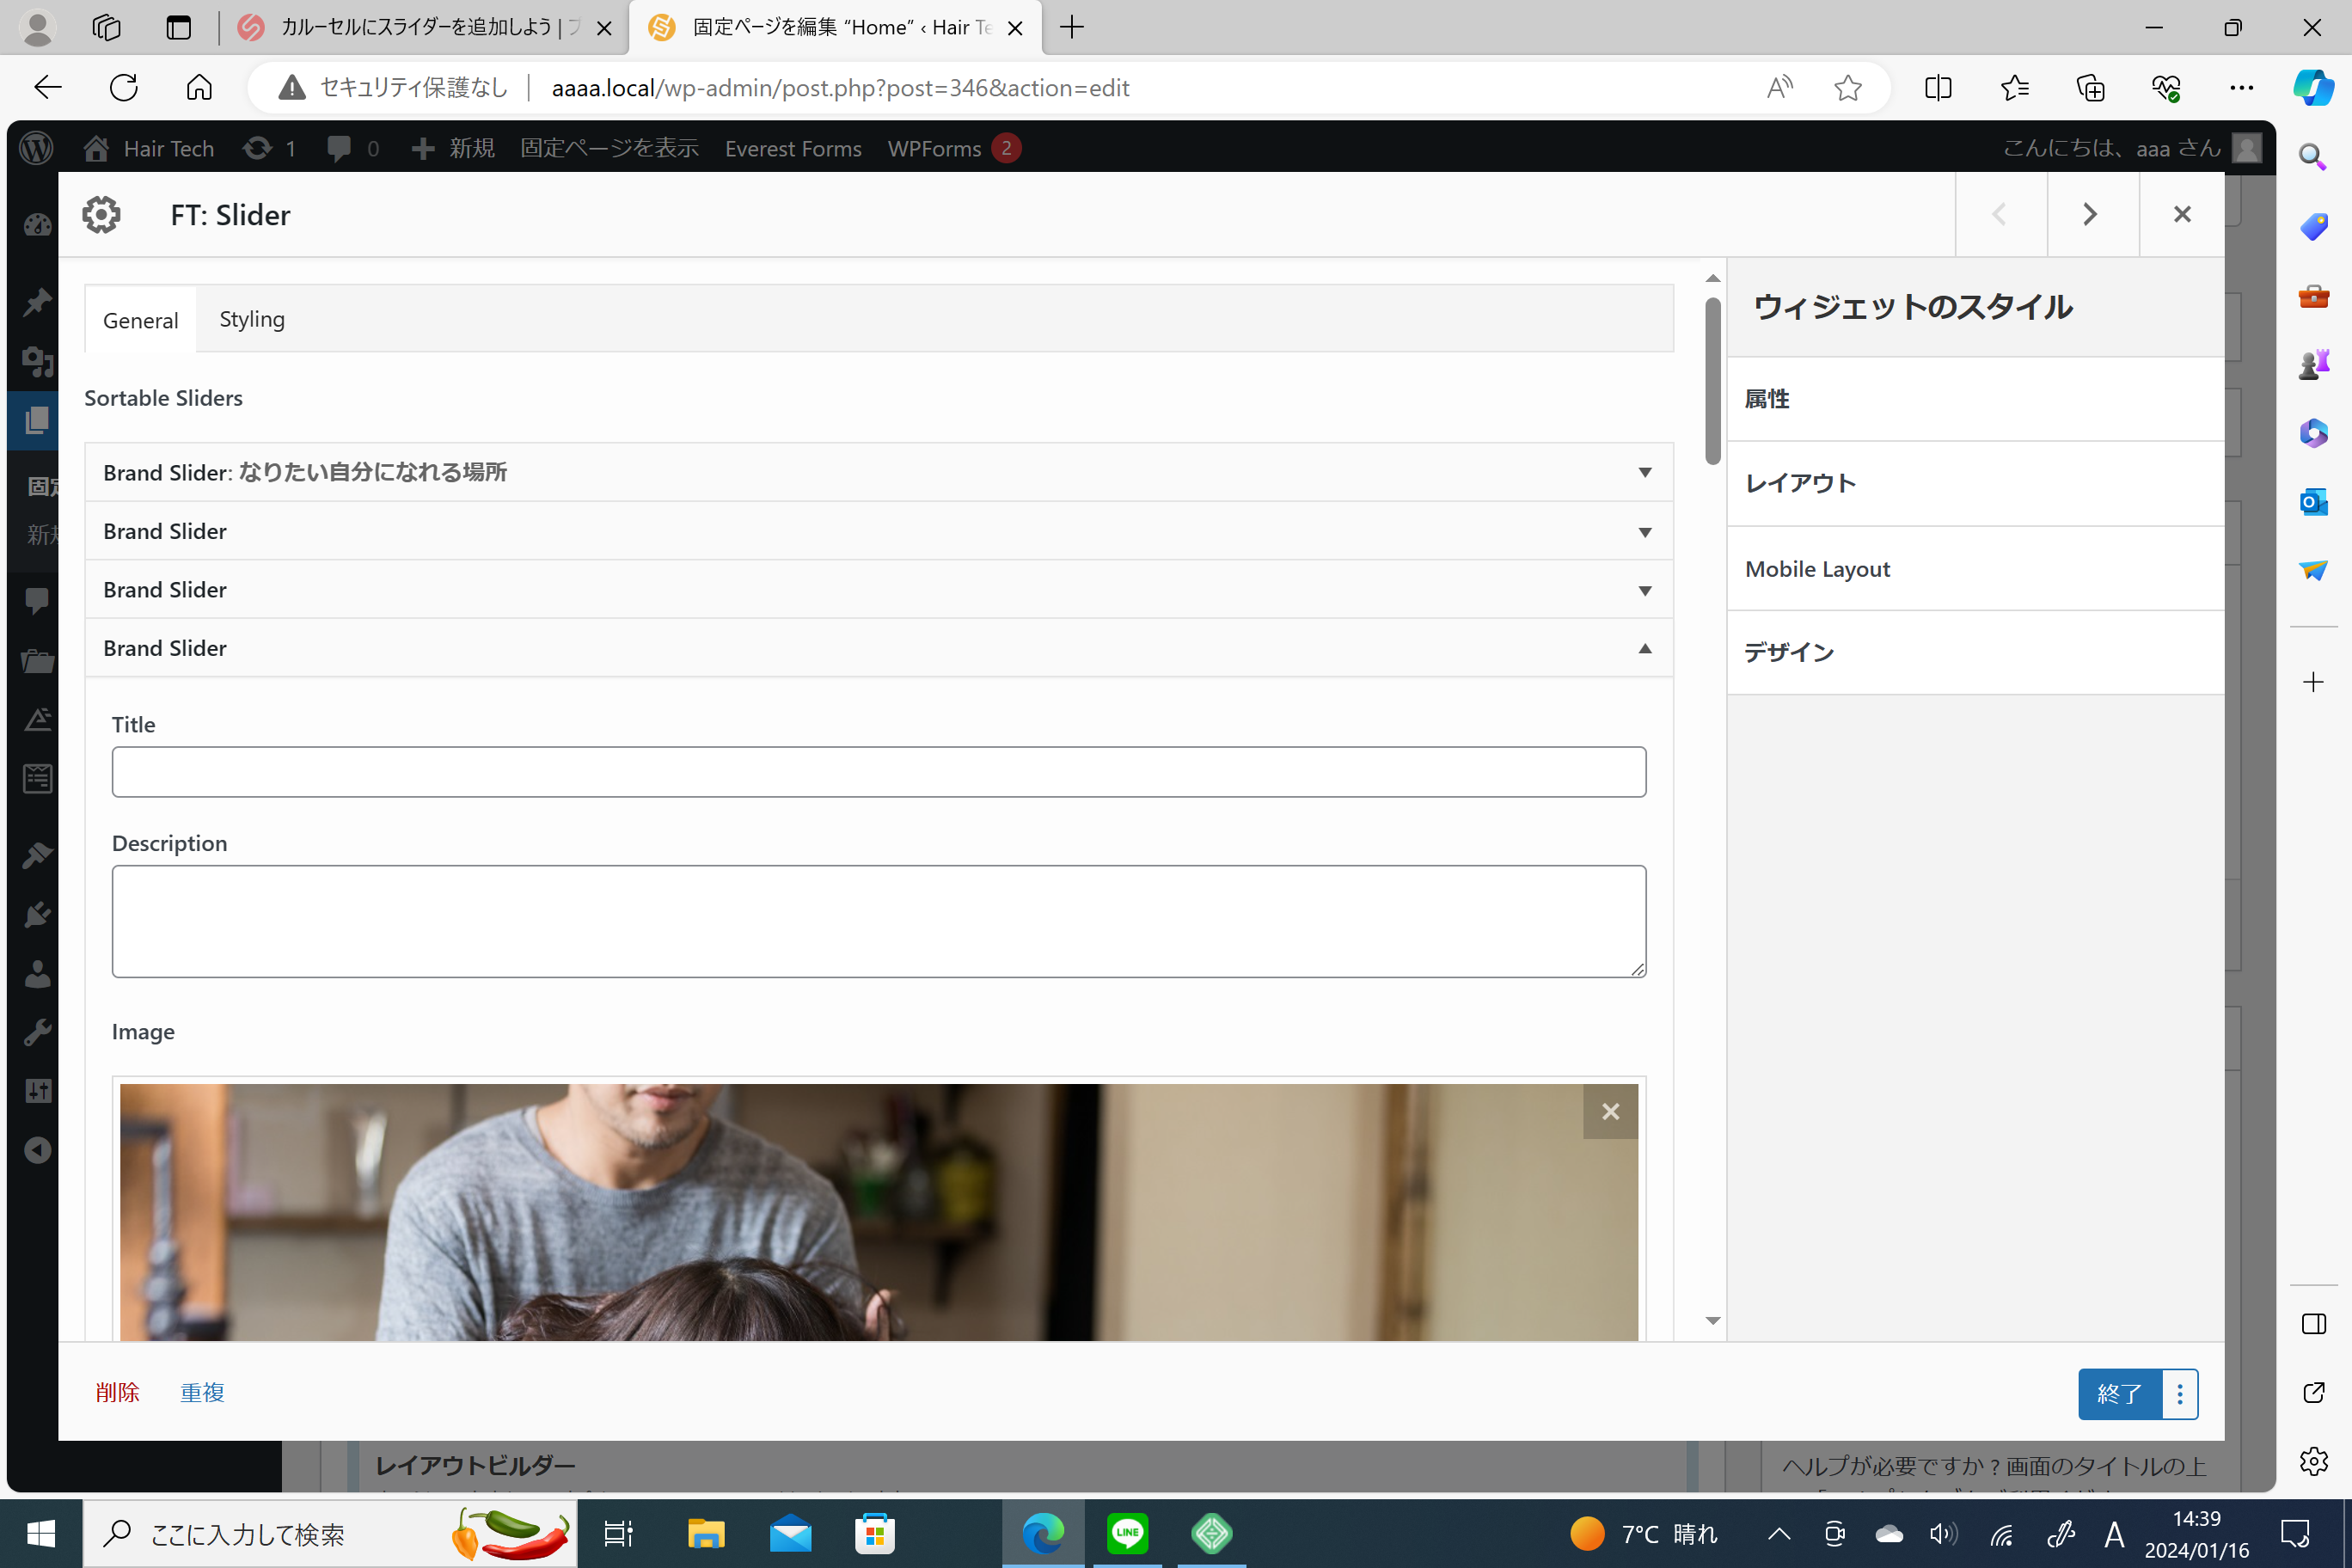 カルーセルにスライダーを追加しよう |
固定ページを編集 “Home” ‹ Hair Te
セキュリティ保護なし
aaaa.local/wp-admin/post.php?post=346&action=edit
Hair Tech
1
0
新規
固定ページを表示
Everest Forms
WPForms 2
こんにちは、aaa さん
FT: Slider
General
Styling
ウィジェットのスタイル
属性
レイアウト
Mobile Layout
デザイン
Sortable Sliders
Brand Slider: なりたい自分になれる場所
Brand Slider
Brand Slider
Brand Slider
Title
Description
Image
固定
新規
削除
重複
終了
レイアウトビルダー
ヘルプが必要ですか ? 画面のタイトルの上
ここに入力して検索
LINE
7°C 晴れ
A
14:39
2024/01/16